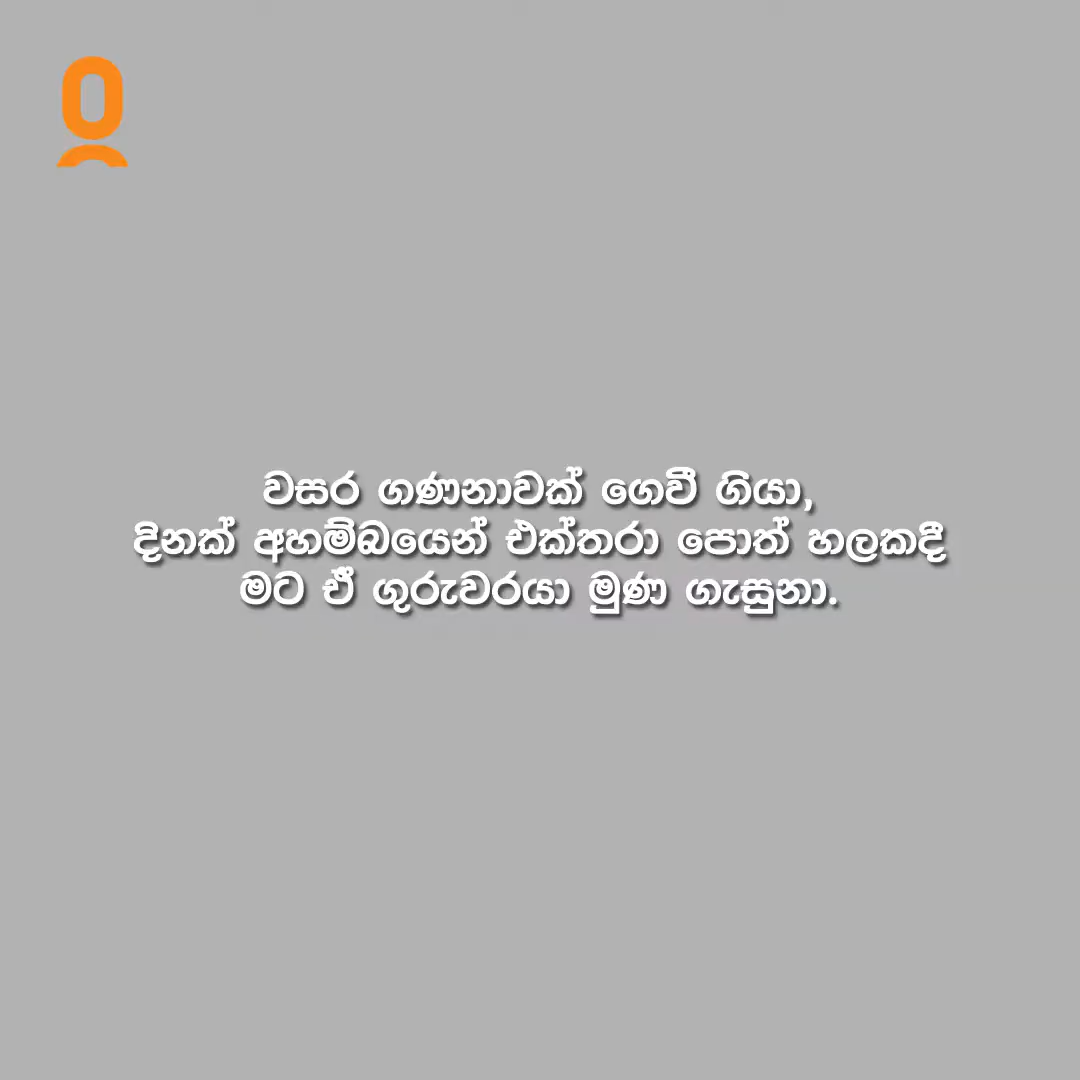 වසර ගණනාවක් ගෙවී ගියා,
දිනක් අහම්බයෙන් එක්තරා පොත් හලකදී
මට ඒ ගුරුවරයා මුණ ගැසුනා.